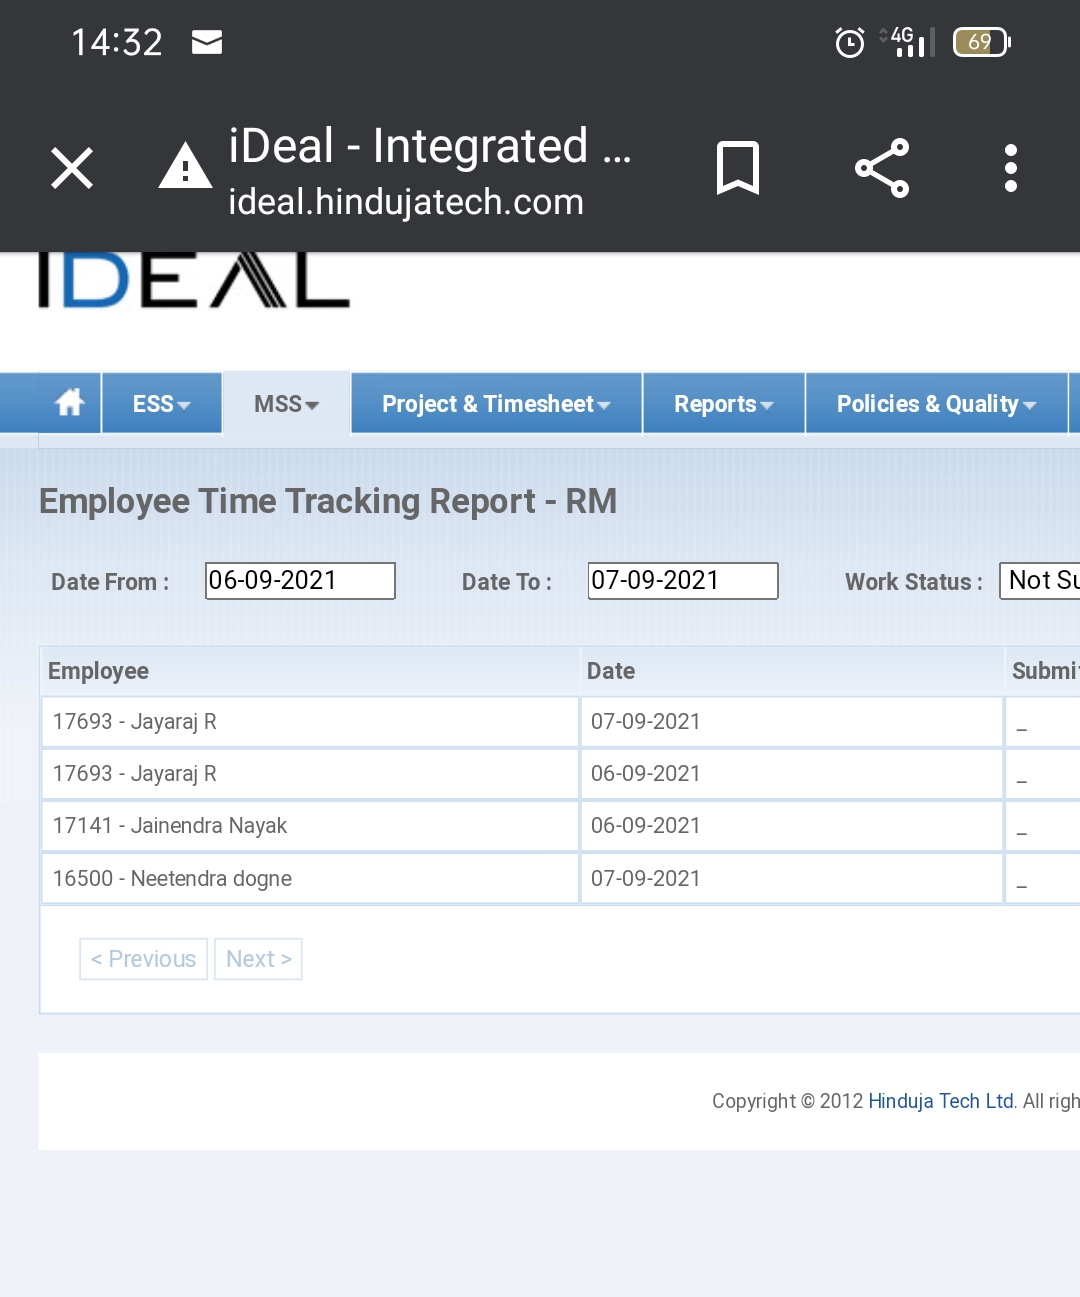 14:32 4G 69
iDeal - Integrated ...
ideal.hindujatech.com
IDEAL
ESS MSS Project & Timesheet Reports Policies & Quality
Employee Time Tracking Report - RM
Date From : 06-09-2021 Date To : 07-09-2021 Work Status : Not Su
Employee Date Submit
17693 - Jayaraj R 07-09-2021 _
17693 - Jayaraj R 06-09-2021 _
17141 - Jainendra Nayak 06-09-2021 _
16500 - Neetendra dogne 07-09-2021 _
< Previous Next >
Copyright © 2012 Hinduja Tech Ltd. All righ